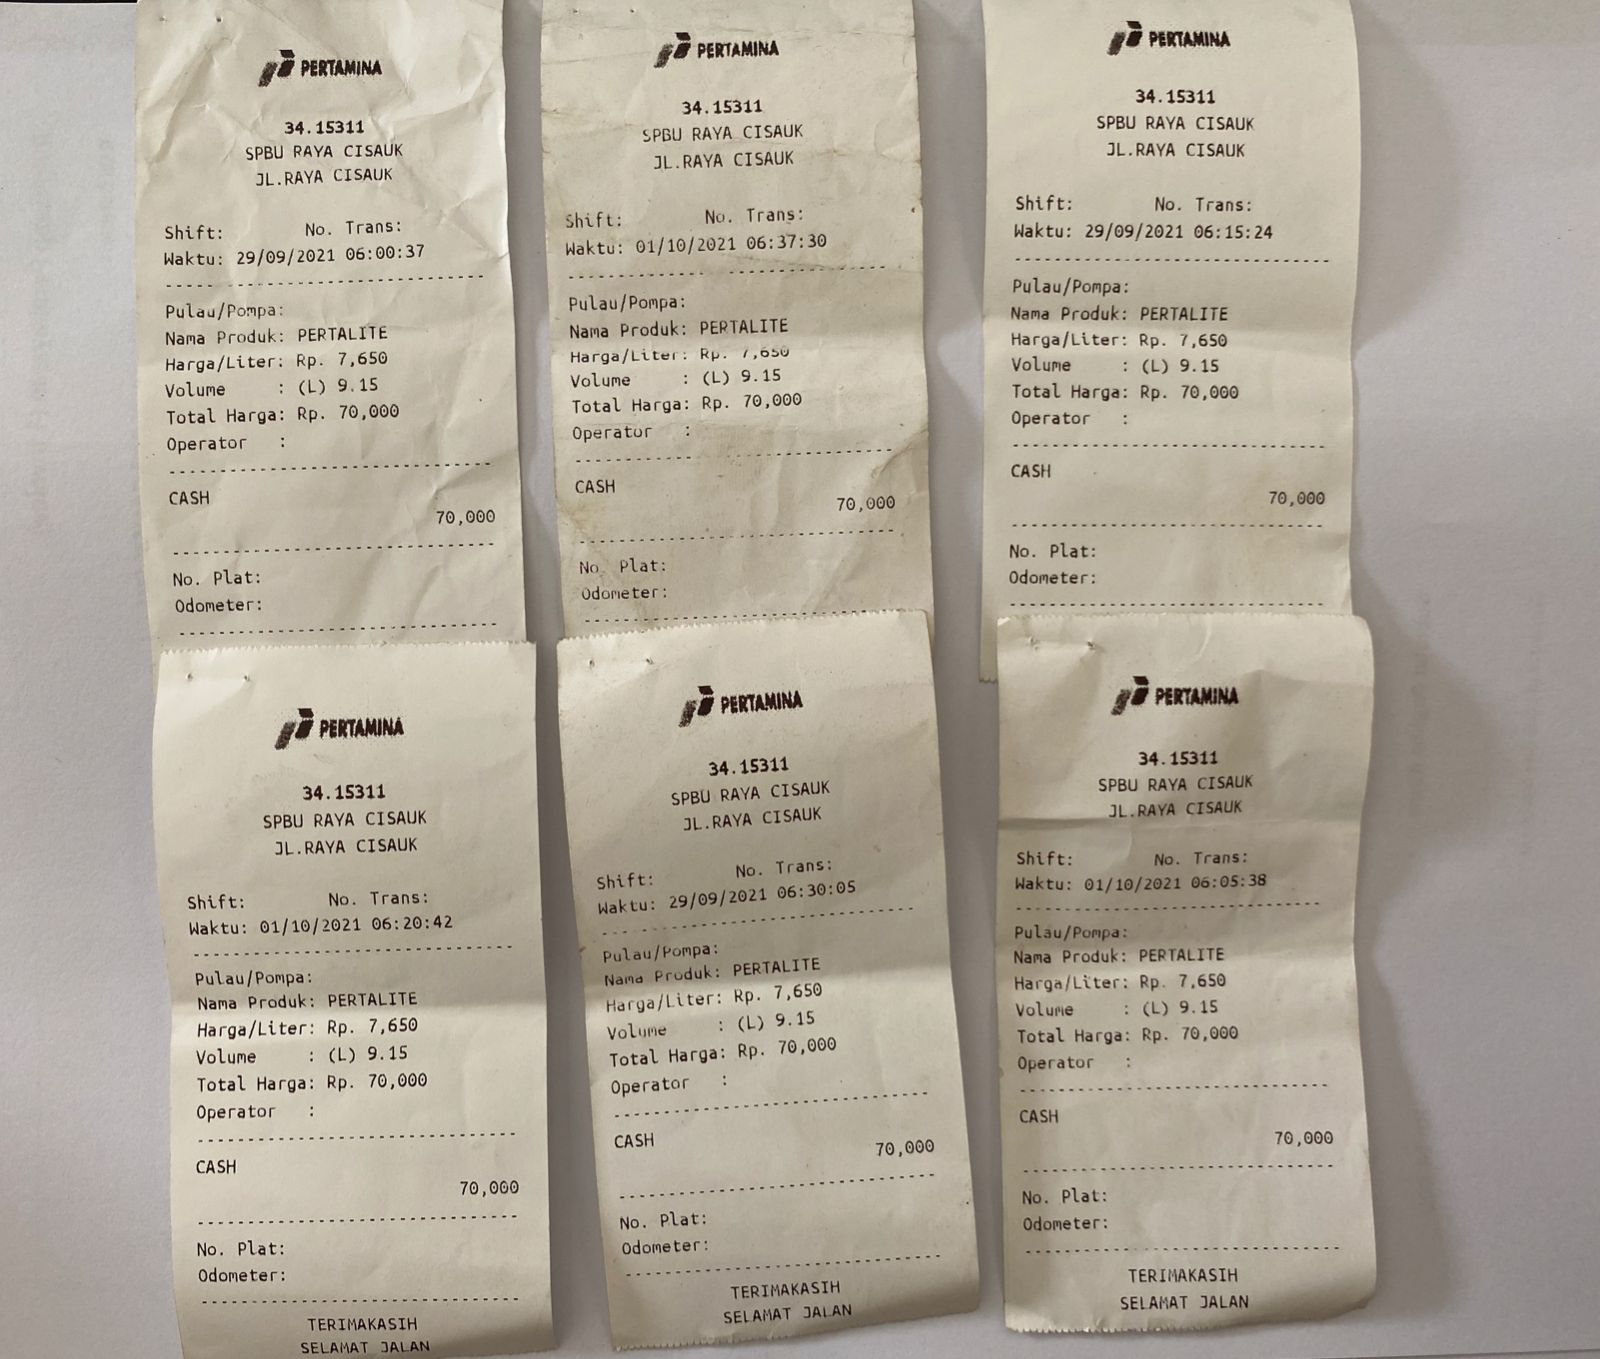 PERTAMINA
34.15311
SPBU RAYA CISAUK
JL.RAYA CISAUK
Shift: No. Trans:
Waktu: 29/09/2021 06:00:37
Pulau/Pompa:
Nama Produk: PERTALITE
Harga/Liter: Rp. 7,650
Volume : (L) 9.15
Total Harga: Rp. 70,000
Operator :
CASH
70,000
No. Plat:
Odometer:
PERTAMINA
34.15311
SPBU RAYA CISAUK
JL.RAYA CISAUK
Shift: No. Trans:
Waktu: 01/10/2021 06:37:30
Pulau/Pompa:
Nama Produk: PERTALITE
Harga/Liter: Rp. 7,650
Volume : (L) 9.15
Total Harga: Rp. 70,000
Operator :
CASH
70,000
No. Plat:
Odometer:
PERTAMINA
34.15311
SPBU RAYA CISAUK
JL.RAYA CISAUK
Shift: No. Trans:
Waktu: 29/09/2021 06:15:24
Pulau/Pompa:
Nama Produk: PERTALITE
Harga/Liter: Rp. 7,650
Volume : (L) 9.15
Total Harga: Rp. 70,000
Operator :
CASH
70,000
No. Plat:
Odometer:
PERTAMINA
34.15311
SPBU RAYA CISAUK
JL.RAYA CISAUK
Shift: No. Trans:
Waktu: 01/10/2021 06:20:42
Pulau/Pompa:
Nama Produk: PERTALITE
Harga/Liter: Rp. 7,650
Volume : (L) 9.15
Total Harga: Rp. 70,000
Operator :
CASH
70,000
No. Plat:
Odometer:
TERIMAKASIH
SELAMAT JALAN
PERTAMINA
34.15311
SPBU RAYA CISAUK
JL.RAYA CISAUK
Shift: No. Trans:
Waktu: 29/09/2021 06:30:05
Pulau/Pompa:
Nama Produk: PERTALITE
Harga/Liter: Rp. 7,650
Volume : (L) 9.15
Total Harga: Rp. 70,000
Operator :
CASH
70,000
No. Plat:
Odometer:
TERIMAKASIH
SELAMAT JALAN
PERTAMINA
34.15311
SPBU RAYA CISAUK
JL.RAYA CISAUK
Shift: No. Trans:
Waktu: 01/10/2021 06:05:38
Pulau/Pompa:
Nama Produk: PERTALITE
Harga/Liter: Rp. 7,650
Volume : (L) 9.15
Total Harga: Rp. 70,000
Operator :
CASH
70,000
No. Plat:
Odometer:
TERIMAKASIH
SELAMAT JALAN